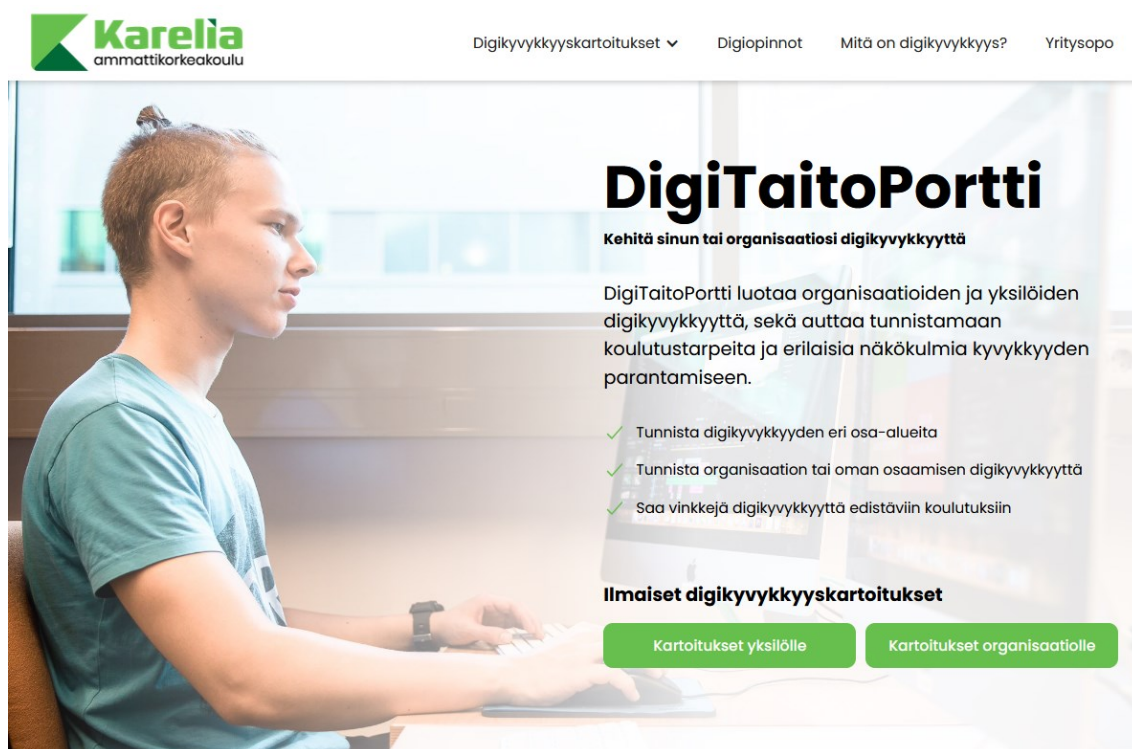 Karelia
ammattikorkeakoulu
Digikyvykkyyskartoitukset
Digiopinnot
Mitä on digikyvykkyys?
Yritysopo
DigiTaitoPortti
Kehitä sinun tai organisaatiosi digikyvykkyyttä
DigiTaitoPortti luotaa organisaatioiden ja yksilöiden
digikyvykkyyttä, sekä auttaa tunnistamaan
koulutustarpeita ja erilaisia näkökulmia kyvykkyyden
parantamiseen.
Tunnista digikyvykkyyden eri osa-alueita
Tunnista organisaation tai oman osaamisen digikyvykkyyttä
Saa vinkkejä digikyvykkyyttä edistäviin koulutuksiin
Ilmaiset digikyvykkyyskartoitukset
Kartoitukset yksilölle
Kartoitukset organisaatiolle